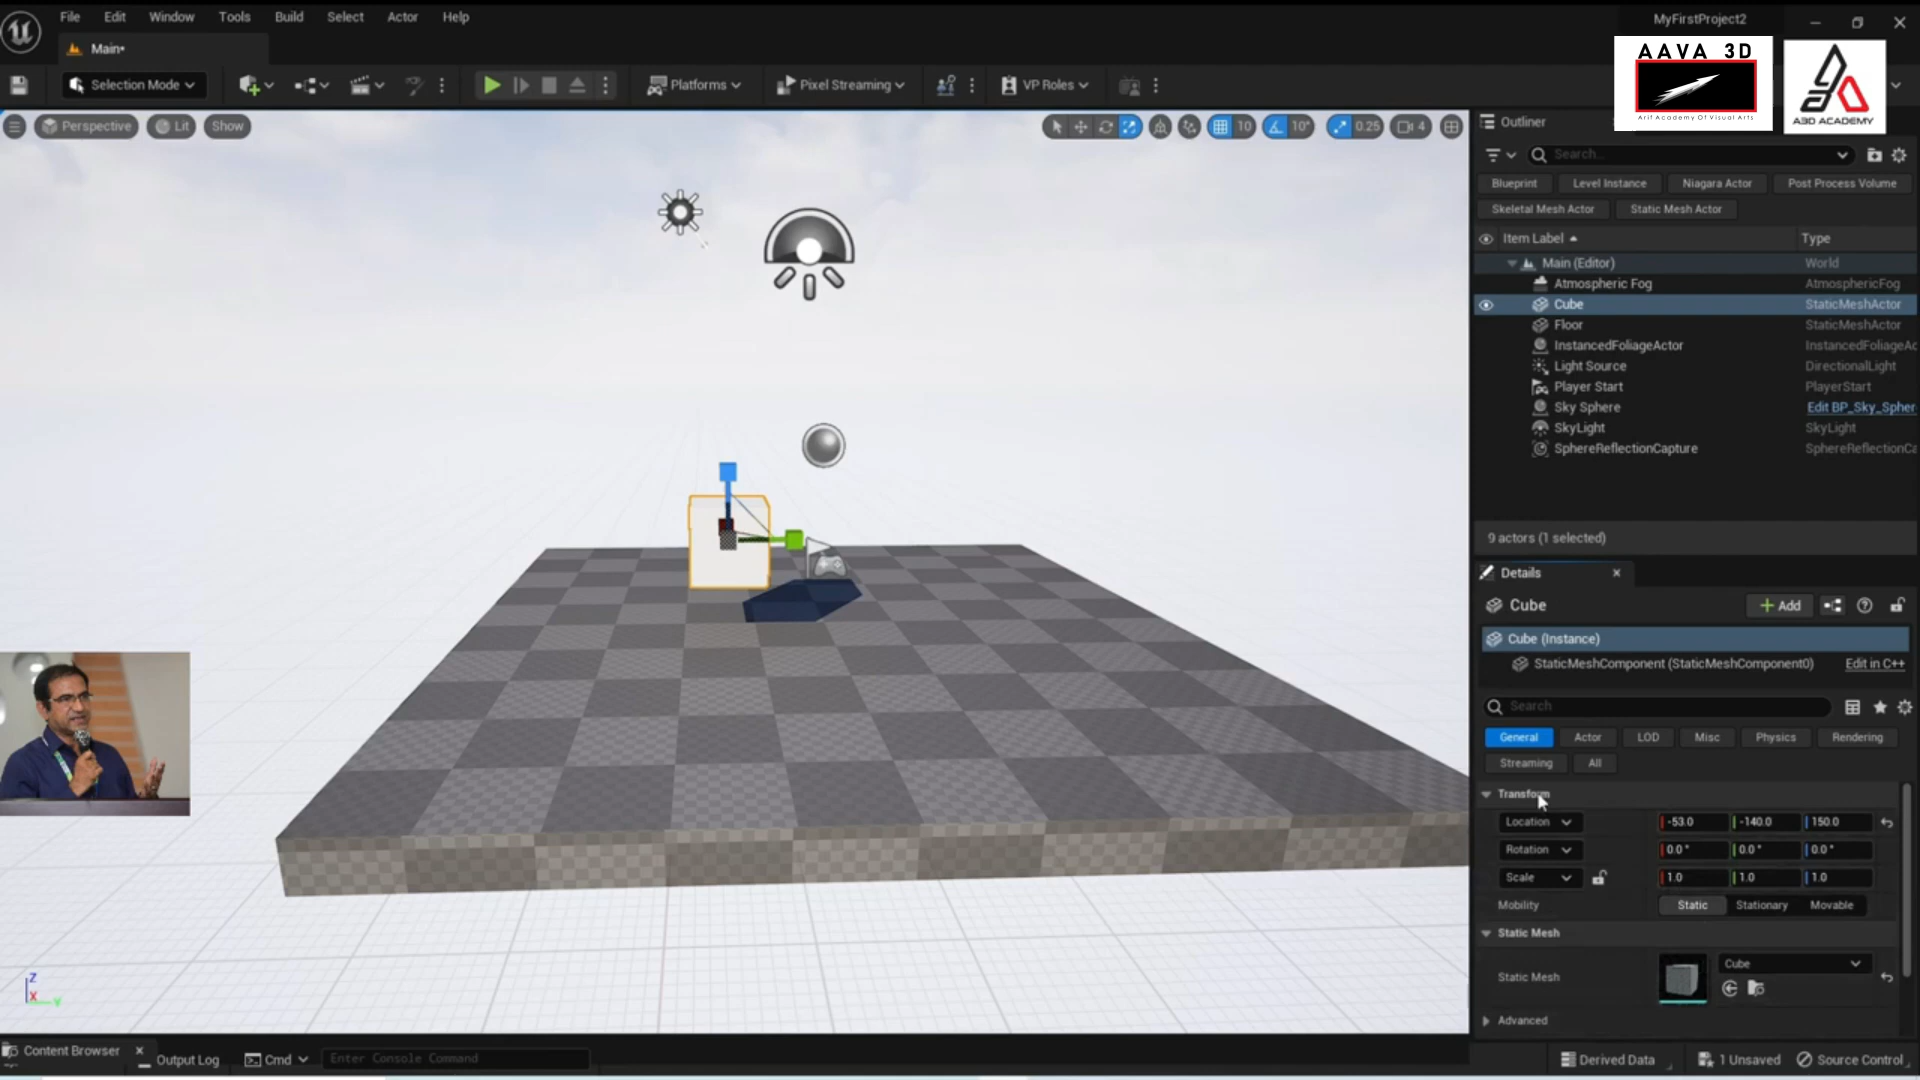 File Edit Window Tools Build Select Actor Help
MyFirstProject2
Main•
Selection Mode
Platforms
Pixel Streaming
VP Roles
AAVA 3D
Arif Academy Of Visual Arts
A3D ACADEMY
Perspective Lit Show
10 10° 0.25 4
Outliner
Search...
Blueprint Level Instance Niagara Actor Post Process Volume
Skeletal Mesh Actor Static Mesh Actor
Item Label Type
Main (Editor) World
Atmospheric Fog AtmosphericFog
Cube StaticMeshActor
Floor StaticMeshActor
InstancedFoliageActor InstancedFoliageAc
Light Source DirectionalLight
Player Start PlayerStart
Sky Sphere Edit BP_Sky_Spher
SkyLight SkyLight
SphereReflectionCapture SphereReflectionCa
9 actors (1 selected)
Details
Cube
Add
Cube (Instance)
StaticMeshComponent (StaticMeshComponent0) Edit in C++
Search
General Actor LOD Misc Physics Rendering
Streaming All
Transform
Location -53.0 -140.0 150.0
Rotation 0.0° 0.0° 0.0°
Scale 1.0 1.0 1.0
Mobility Static Stationary Movable
Static Mesh
Static Mesh Cube
Advanced
Z
X Y
Content Browser Output Log Cmd Enter Console Command
Derived Data 1 Unsaved Source Control